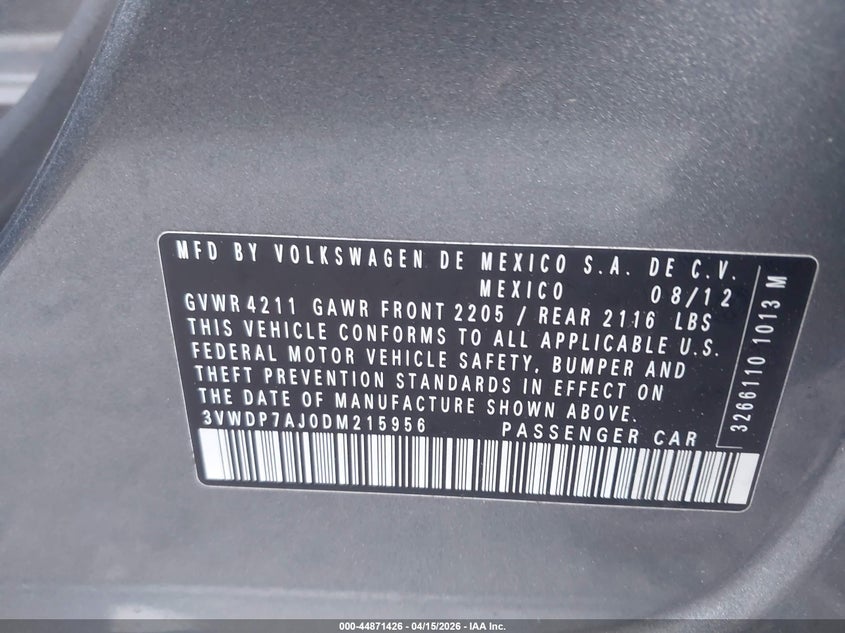 MFD BY VOLKSWAGEN DE MEXICO S.A. DE C.V.
MEXICO 08/12
GVWR 4211 GAWR FRONT 2205 / REAR 2116 LBS
THIS VEHICLE CONFORMS TO ALL APPLICABLE U.S.
FEDERAL MOTOR VEHICLE SAFETY, BUMPER AND
THEFT PREVENTION STANDARDS IN EFFECT ON
THE DATE OF MANUFACTURE SHOWN ABOVE.
3VWDP7AJ0DM215956 PASSENGER CAR
3266110 1013 M
000-44871426 - 04/15/2026 - IAA Inc.